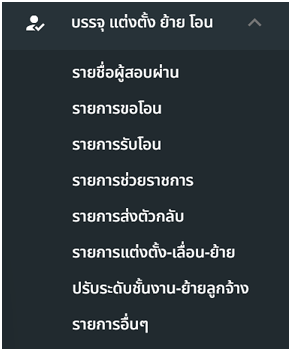 บรรจุ แต่งตั้ง ย้าย โอน
รายชื่อผู้สอบผ่าน
รายการขอโอน
รายการรับโอน
รายการช่วยราชการ
รายการส่งตัวกลับ
รายการแต่งตั้ง-เลื่อน-ย้าย
ปรับระดับชั้นงาน-ย้ายลูกจ้าง
รายการอื่นๆ